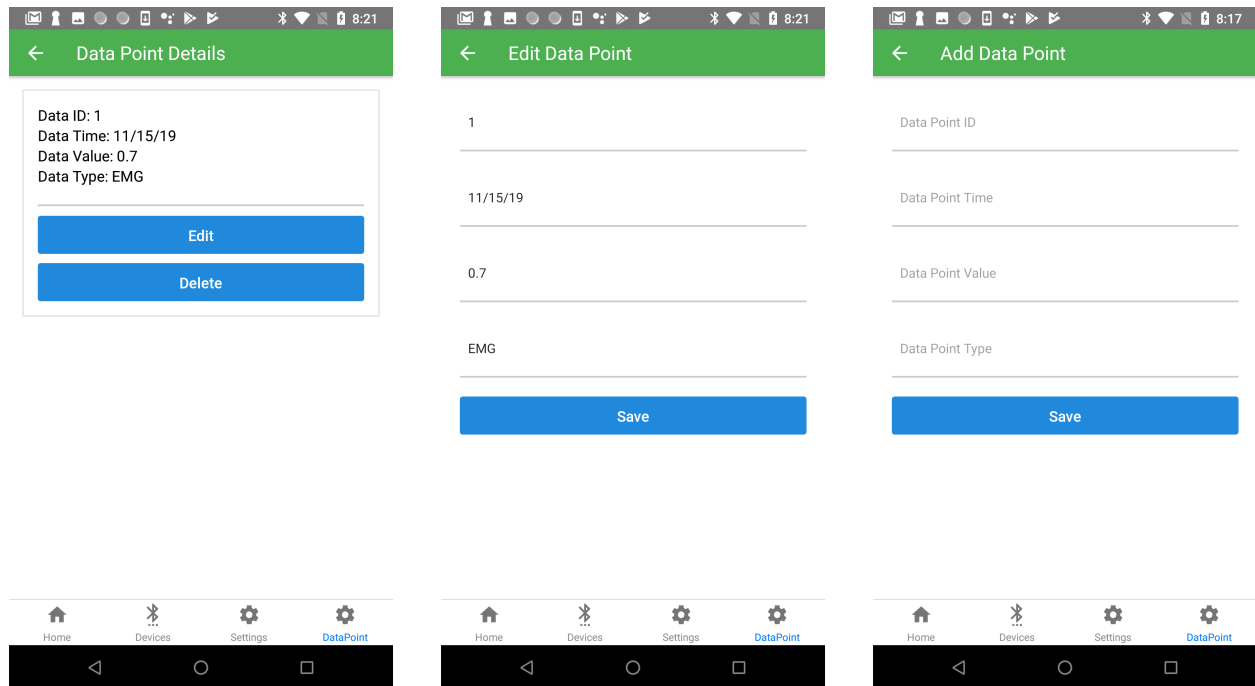 8:21
Data Point Details
Data ID: 1
Data Time: 11/15/19
Data Value: 0.7
Data Type: EMG
Edit
Delete
Home Devices Settings DataPoint
8:21
Edit Data Point
1
11/15/19
0.7
EMG
Save
Home Devices Settings DataPoint
8:17
Add Data Point
Data Point ID
Data Point Time
Data Point Value
Data Point Type
Save
Home Devices Settings DataPoint